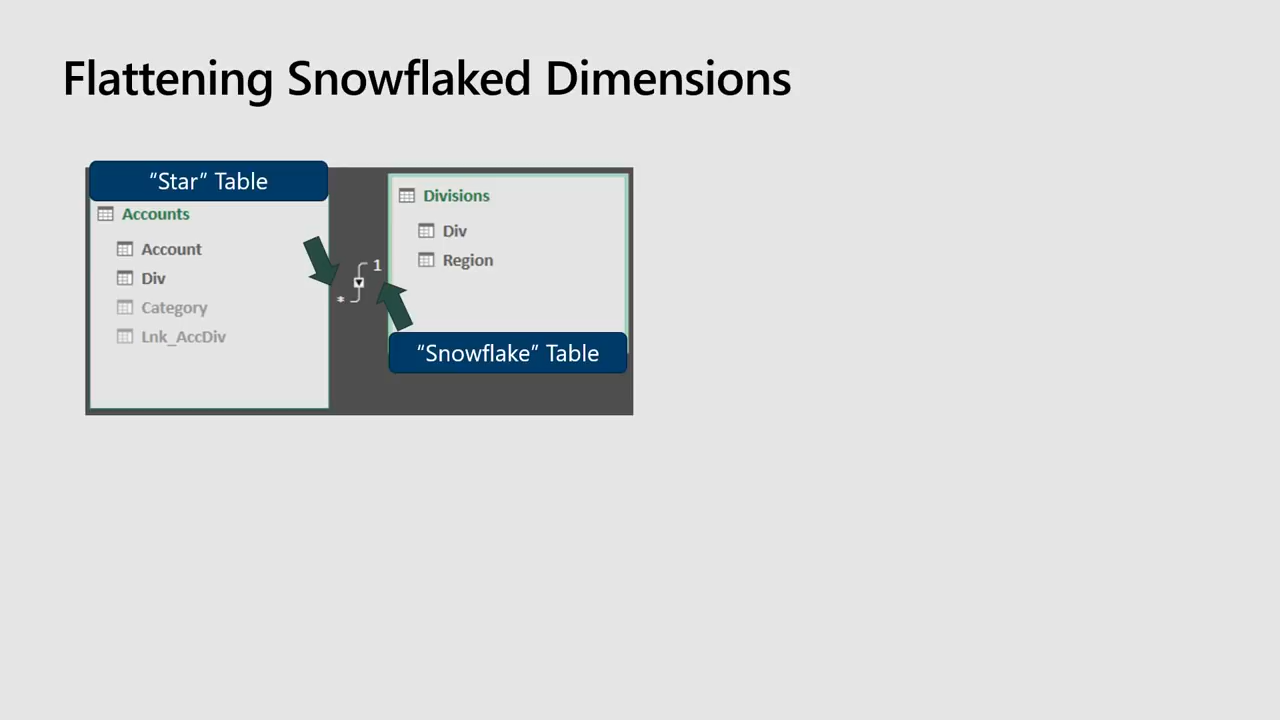 Flattening Snowflaked Dimensions
“Star” Table
Accounts
Account
Div
Category
Lnk_AccDiv
1
*
Divisions
Div
Region
“Snowflake” Table